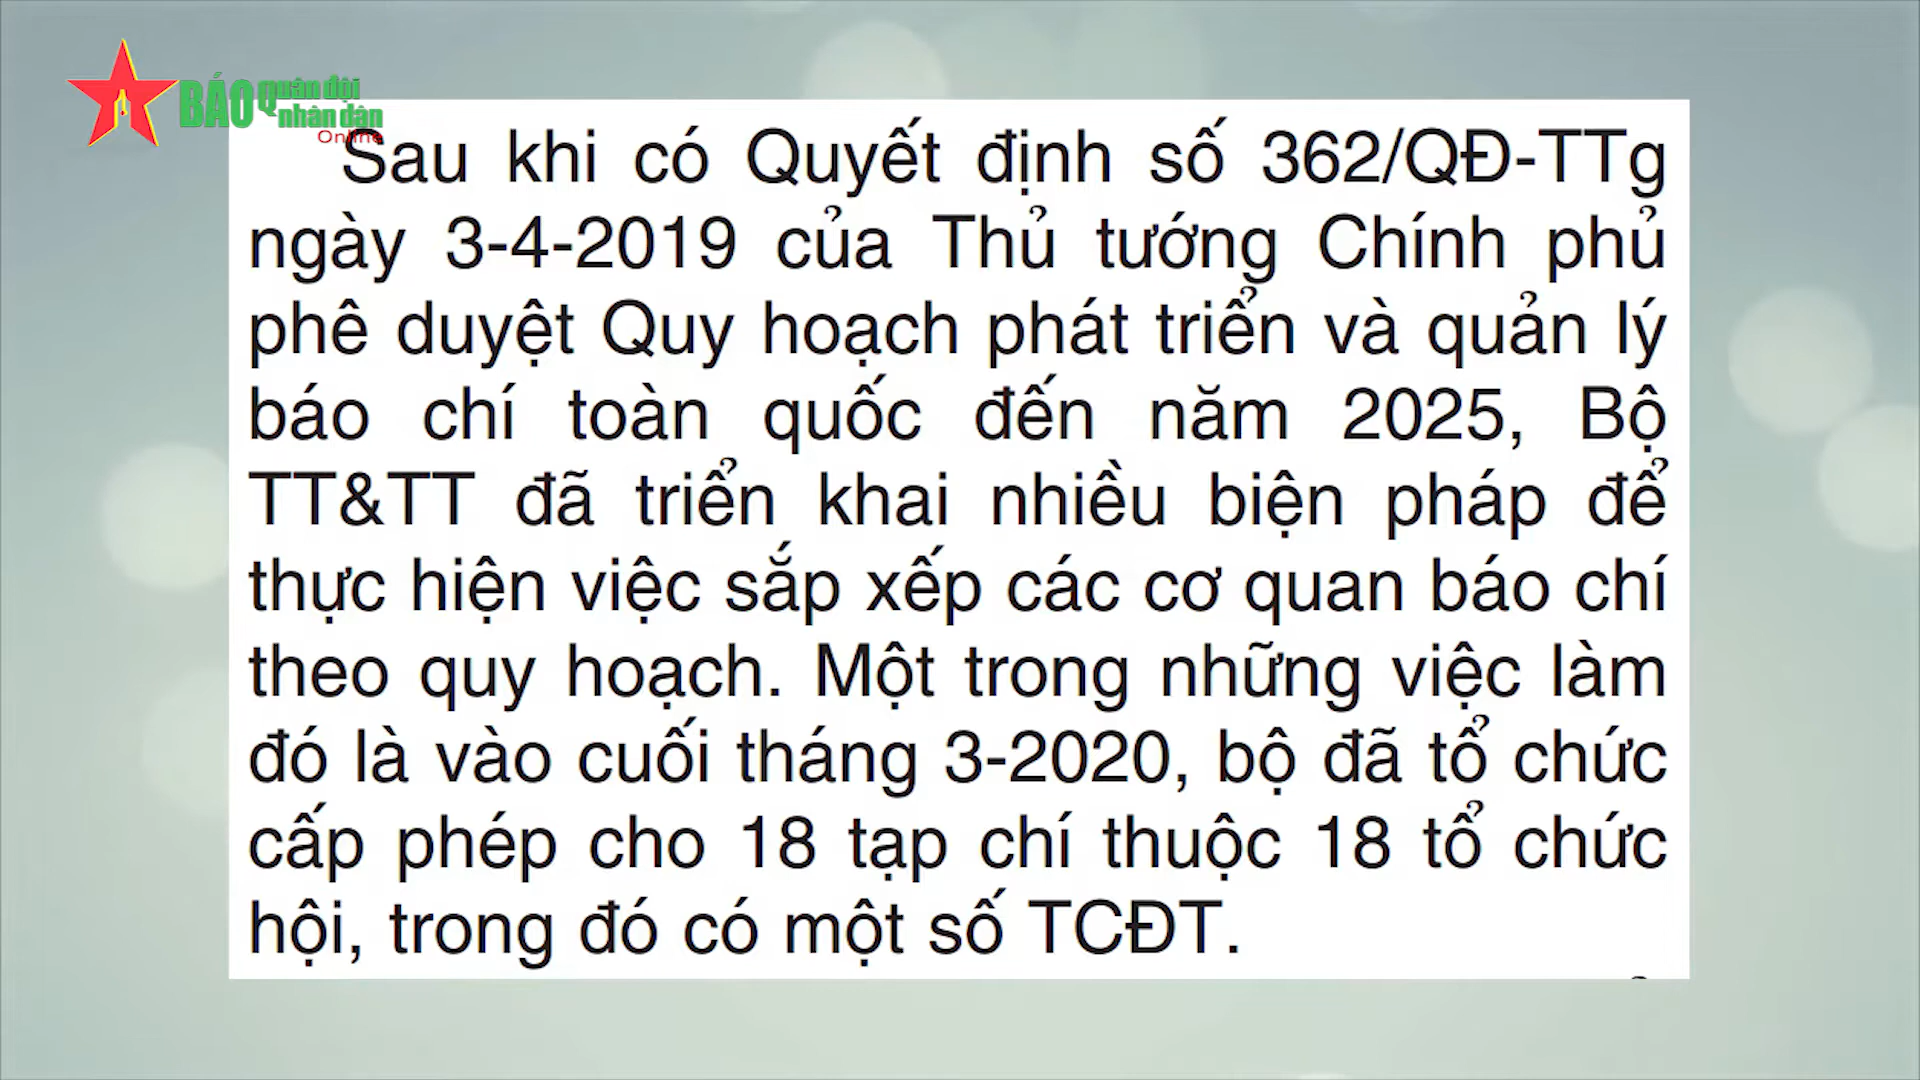 BÁO Quân đội
nhân dân
Online
Sau khi có Quyết định số 362/QĐ-TTg
ngày 3-4-2019 của Thủ tướng Chính phủ
phê duyệt Quy hoạch phát triển và quản lý
báo chí toàn quốc đến năm 2025, Bộ
TT&TT đã triển khai nhiều biện pháp để
thực hiện việc sắp xếp các cơ quan báo chí
theo quy hoạch. Một trong những việc làm
đó là vào cuối tháng 3-2020, bộ đã tổ chức
cấp phép cho 18 tạp chí thuộc 18 tổ chức
hội, trong đó có một số TCĐT.